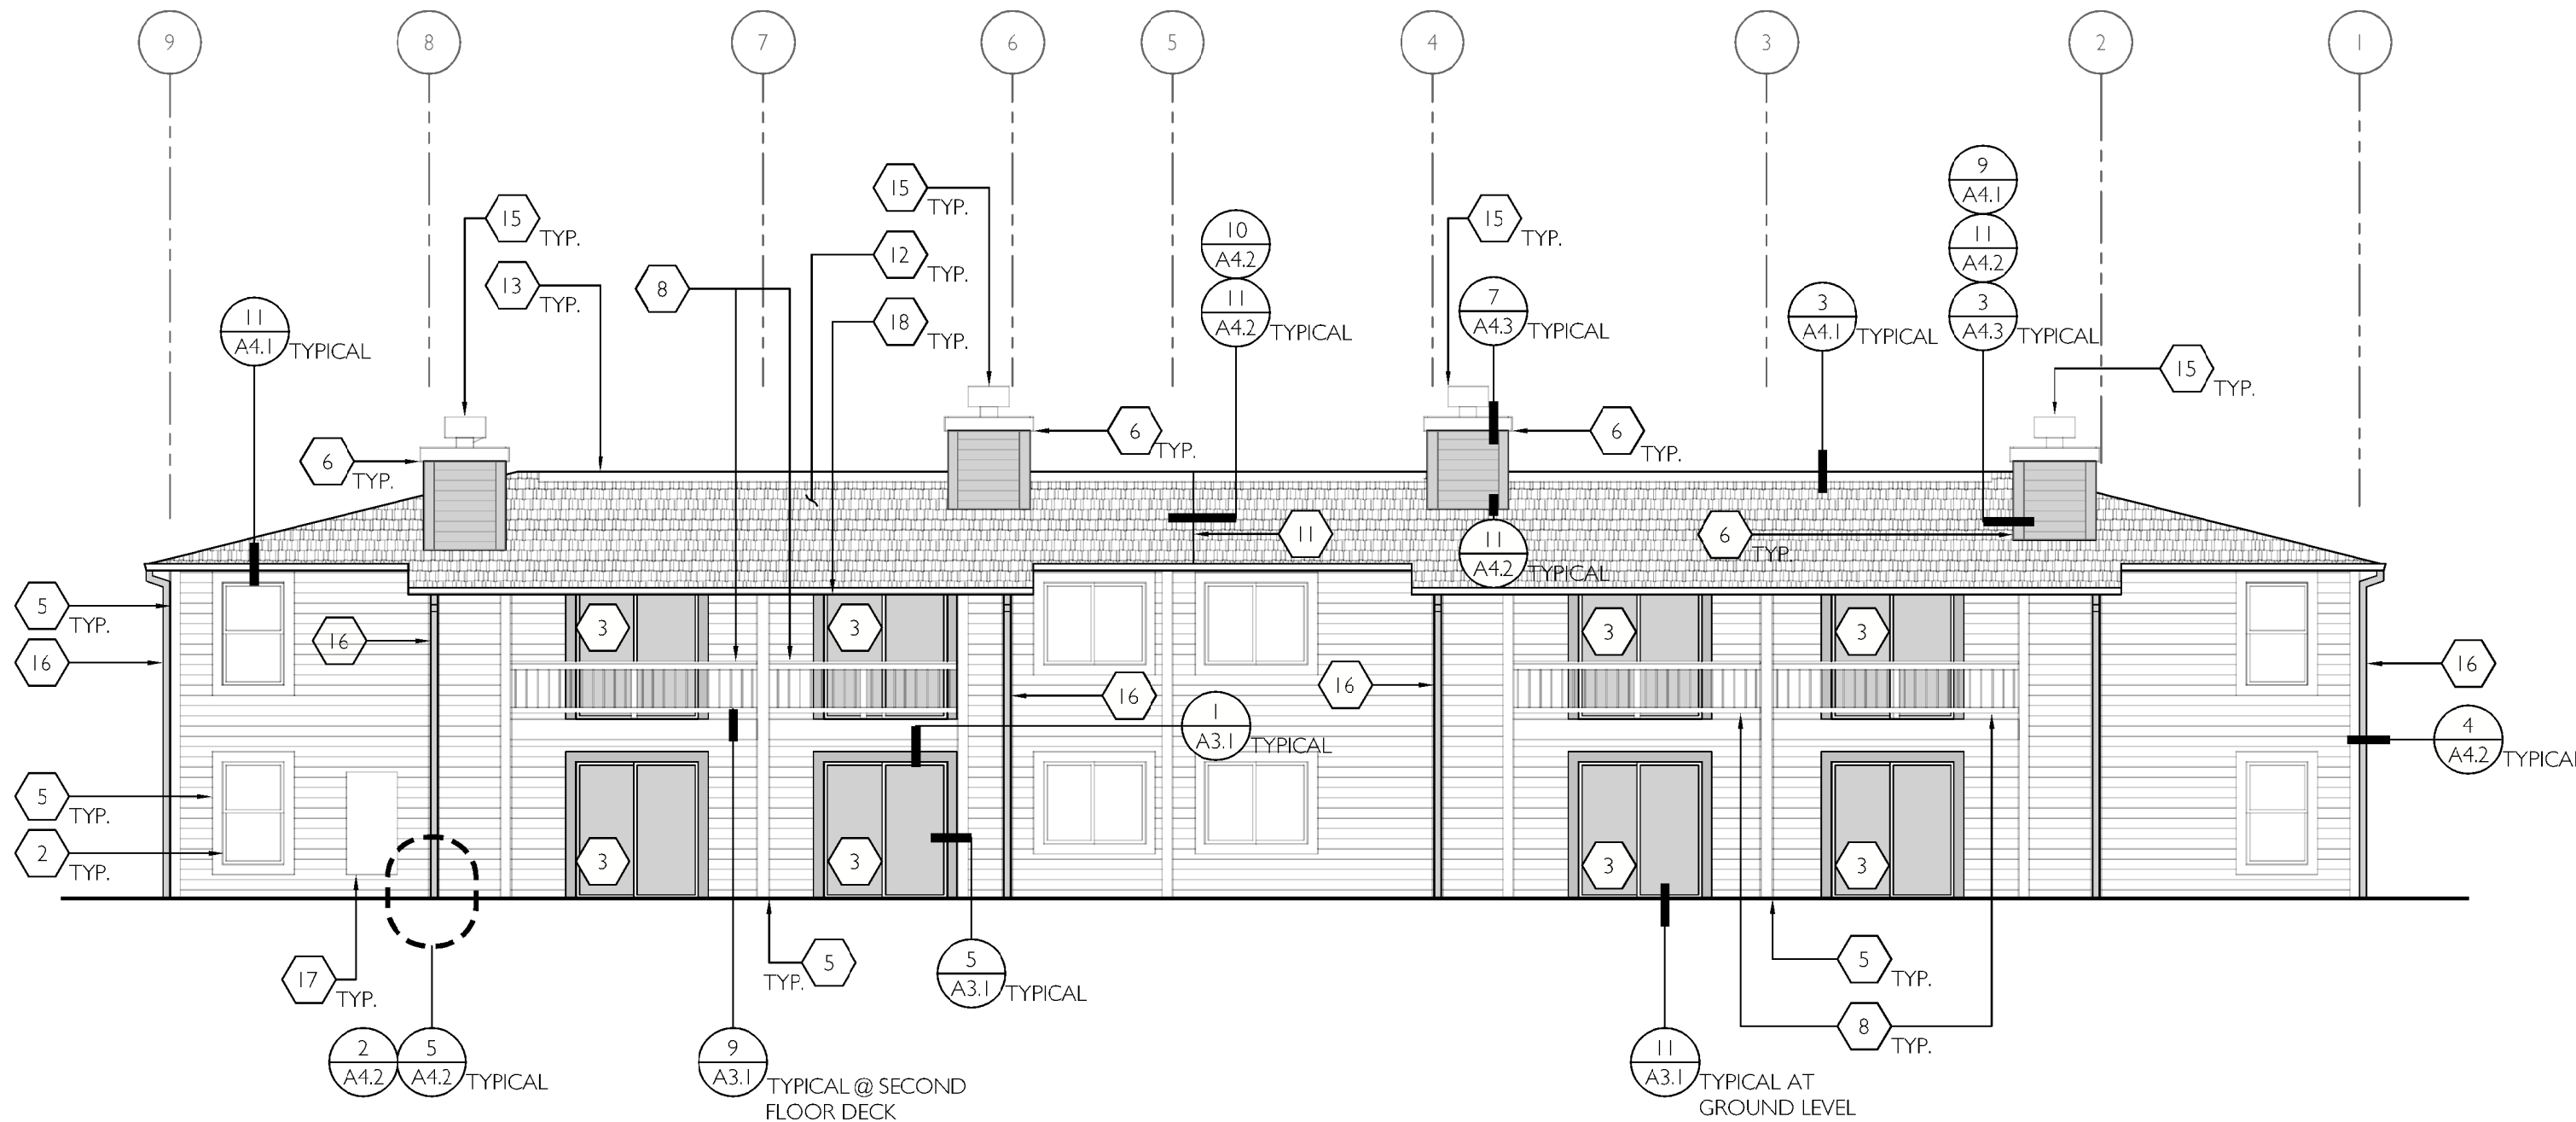 9 8 7 6 5 4 3 2 1
15
TYP.
13
TYP.
8
15
TYP.
12
TYP.
18
TYP.
10
A4.2
11
A4.2
TYPICAL
15
TYP.
7
A4.3
TYPICAL
3
A4.1
TYPICAL
9
A4.1
11
A4.2
3
A4.3
TYPICAL
15
TYP.
11
A4.1
TYPICAL
6
TYP.
6
TYP.
6
TYP.
11
11
A4.2
TYPICAL
6
TYP.
5
TYP.
16
16
3
3
16
1
A3.1
TYPICAL
16
3
3
16
4
A4.2
TYPICAL
5
TYP.
2
TYP.
3
3
3
3
17
TYP.
TYP.
5
5
A3.1
TYPICAL
5
TYP.
8
TYP.
2
A4.2
5
A4.2
TYPICAL
9
A3.1
TYPICAL @ SECOND
FLOOR DECK
11
A3.1
TYPICAL AT
GROUND LEVEL